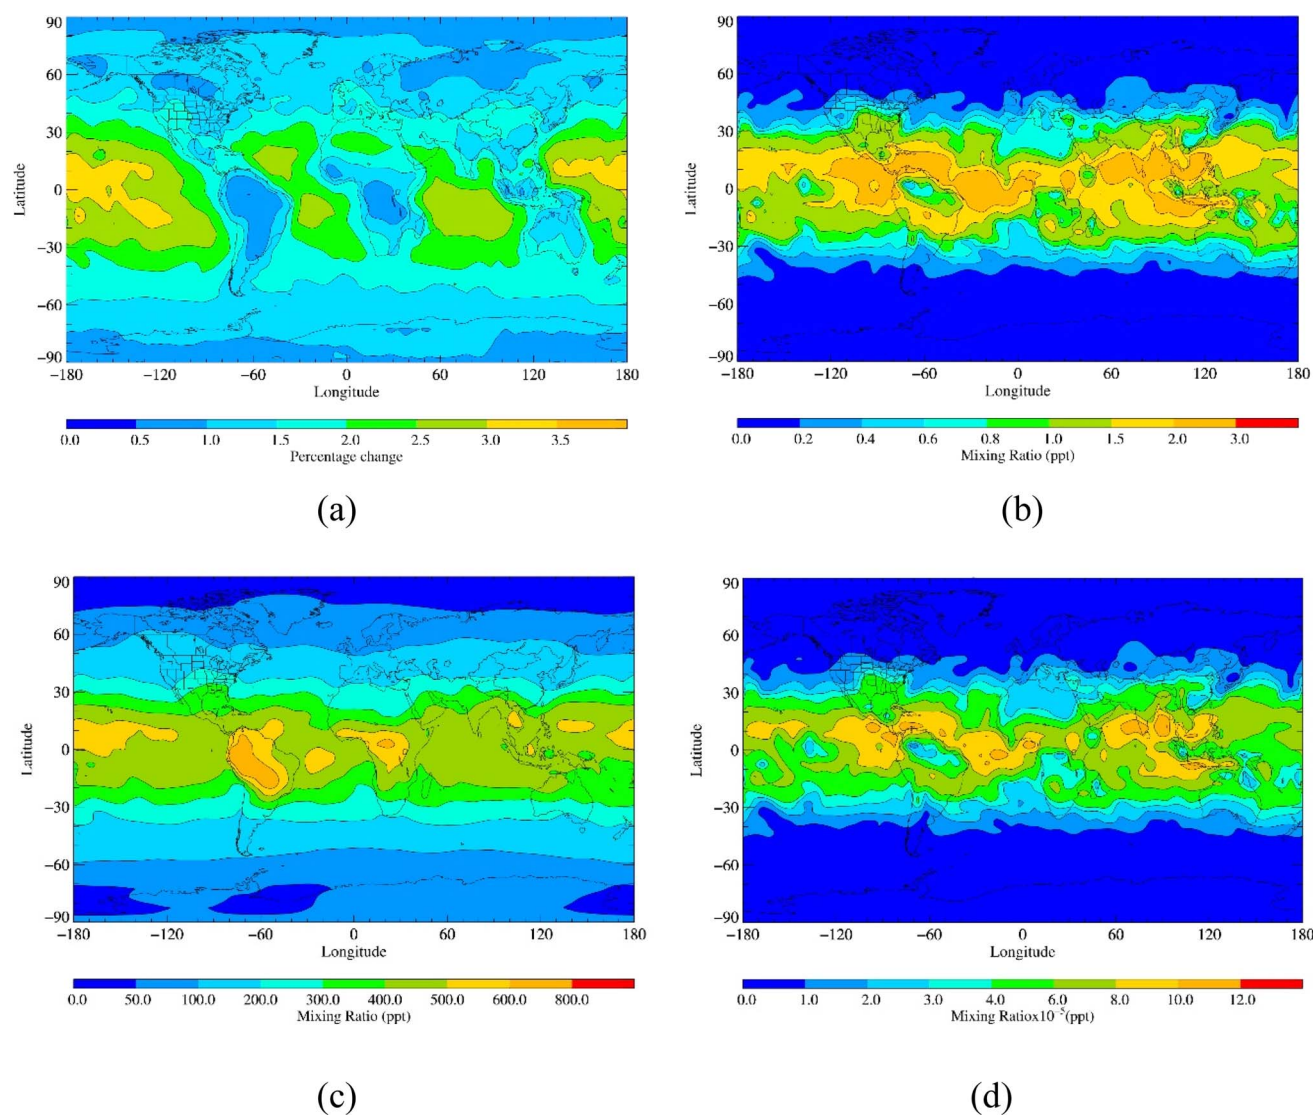 90
60
30
0
−30
−60
−90
Latitude
−180 −120 −60 0 60 120 180
Longitude
0.0 0.5 1.0 1.5 2.0 2.5 3.0 3.5
Percentage change
(a)
90
60
30
0
−30
−60
−90
Latitude
−180 −120 −60 0 60 120 180
Longitude
0.0 0.2 0.4 0.6 0.8 1.0 1.5 2.0 3.0
Mixing Ratio (ppt)
(b)
90
60
30
0
−30
−60
−90
Latitude
−180 −120 −60 0 60 120 180
Longitude
0.0 50.0 100.0 200.0 300.0 400.0 500.0 600.0 800.0
Mixing Ratio (ppt)
(c)
90
60
30
0
−30
−60
−90
Latitude
−180 −120 −60 0 60 120 180
Longitude
0.0 1.0 2.0 3.0 4.0 6.0 8.0 10.0 12.0
Mixing Ratiox10⁻⁵(ppt)
(d)